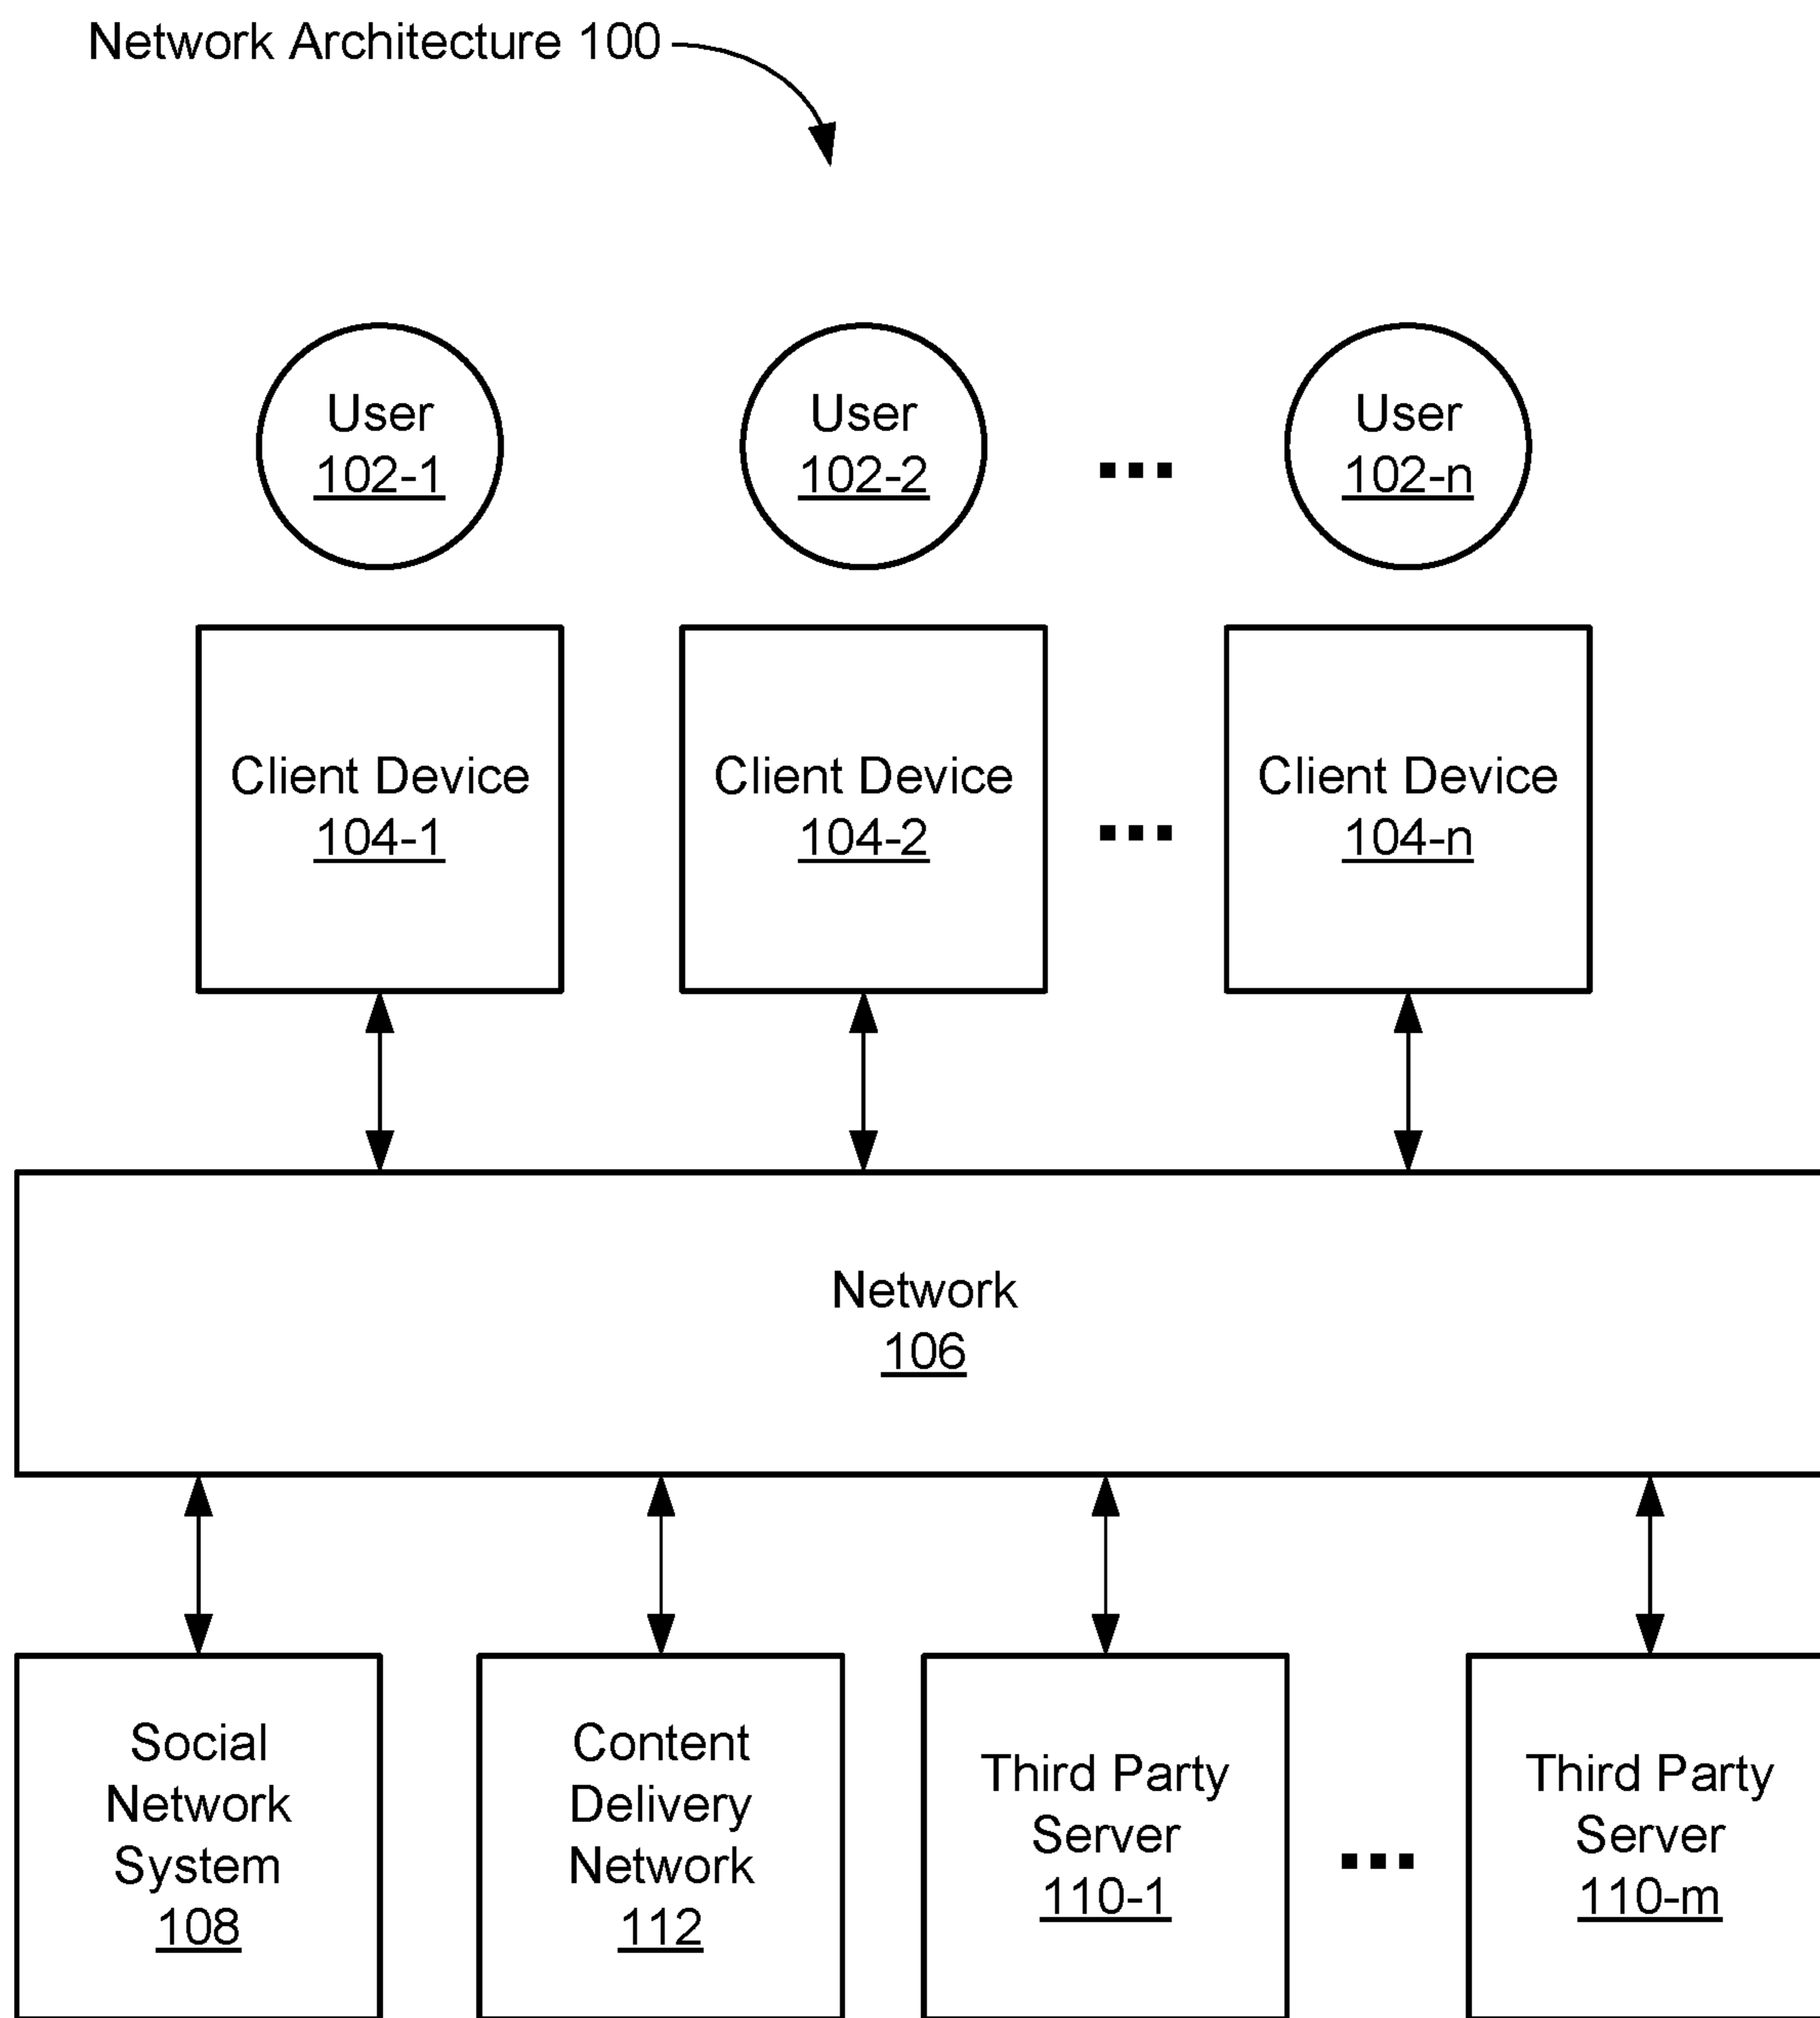 Network Architecture 100
User
102-1
User
102-2
...
User
102-n
Client Device
104-1
Client Device
104-2
...
Client Device
104-n
Network
106
Social
Network
System
108
Content
Delivery
Network
112
Third Party
Server
110-1
...
Third Party
Server
110-m